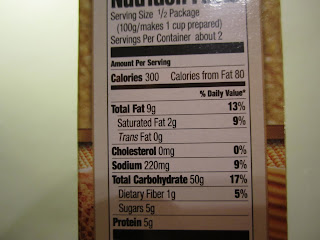 Nutrition
Serving Size 1/2 Package
(100g/makes 1 cup prepared)
Servings Per Container about 2
Amount Per Serving
Calories 300 Calories from Fat 80
% Daily Value*
Total Fat 9g 13%
Saturated Fat 2g 9%
Trans Fat 0g
Cholesterol 0mg 0%
Sodium 220mg 9%
Total Carbohydrate 50g 17%
Dietary Fiber 1g 5%
Sugars 5g
Protein 5g